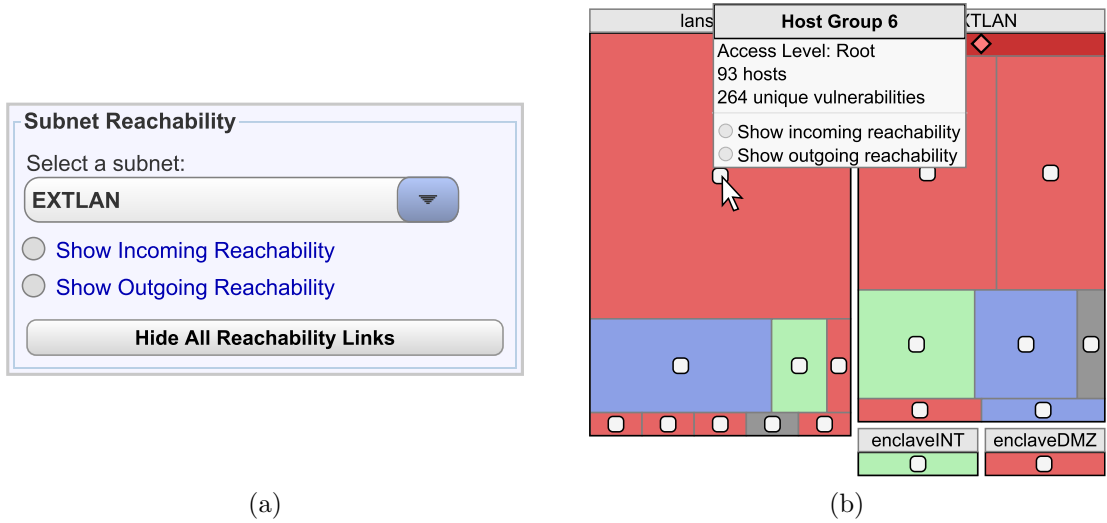 Subnet Reachability
Select a subnet:
EXTLAN
Show Incoming Reachability
Show Outgoing Reachability
Hide All Reachability Links
(a)
lans
Host Group 6
XTLAN
Access Level: Root
93 hosts
264 unique vulnerabilities
Show incoming reachability
Show outgoing reachability
enclaveINT
enclaveDMZ
(b)